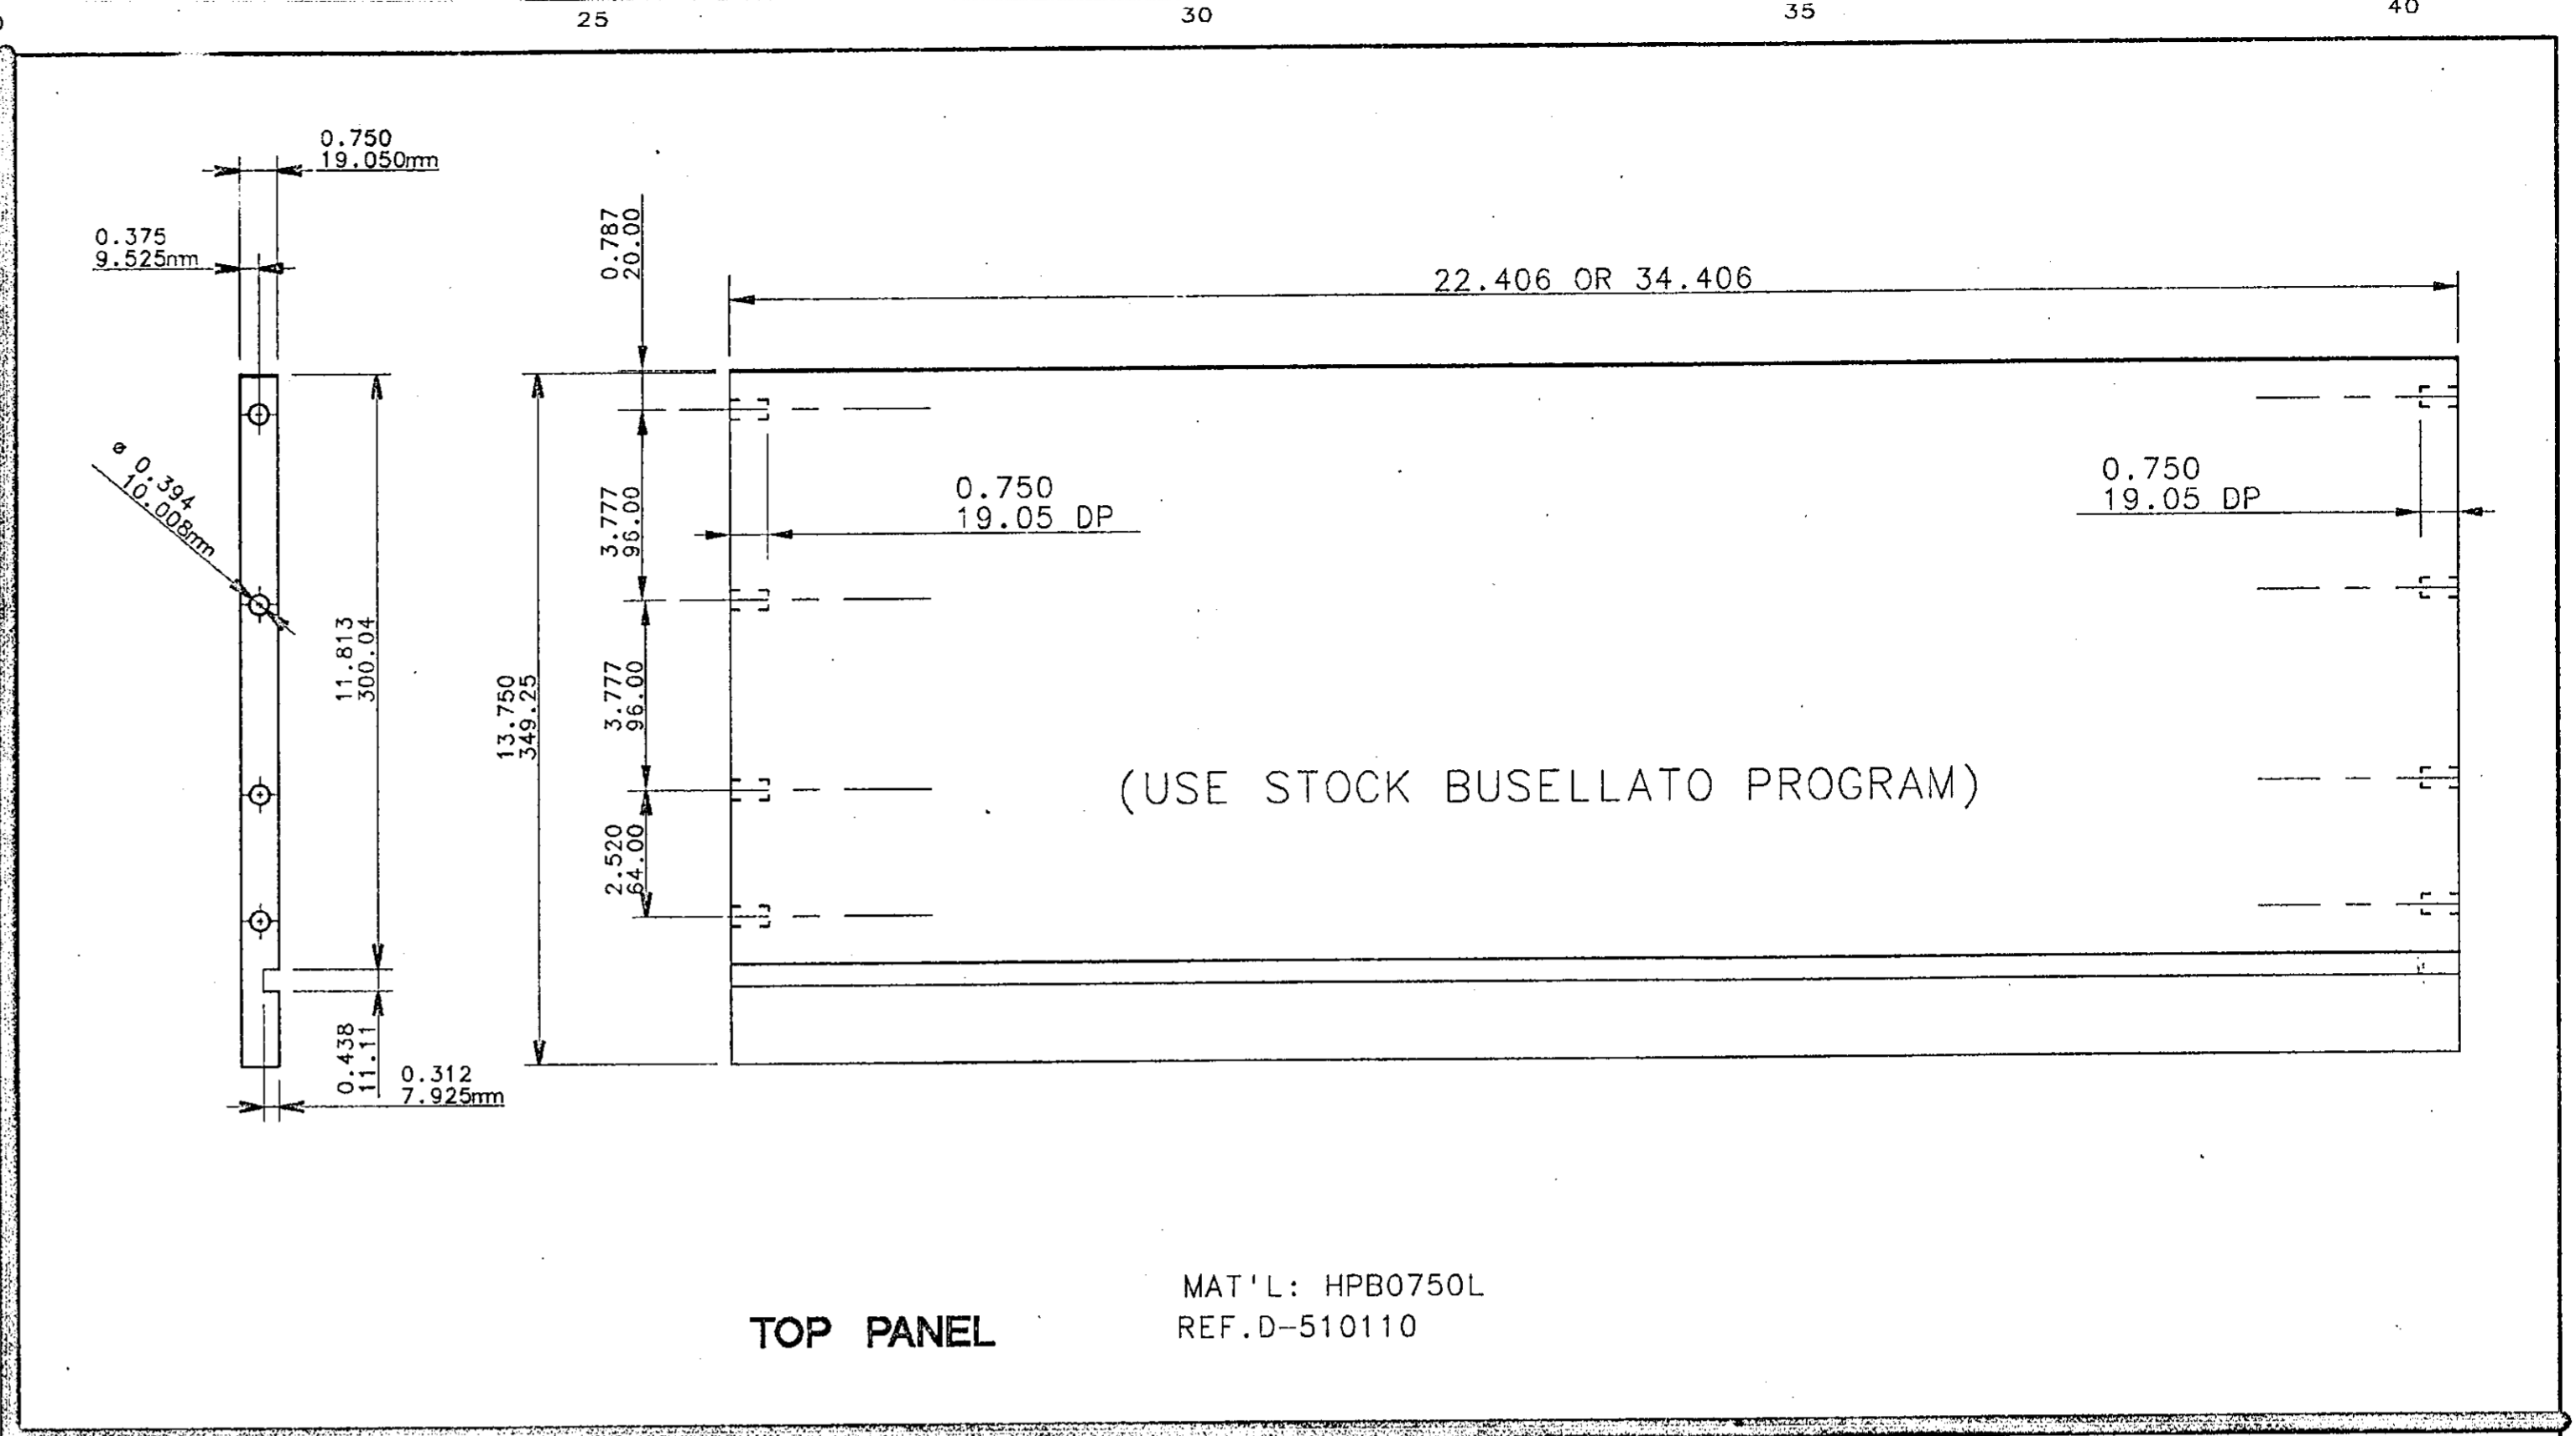 25
30
35
40
0.750
19.050mm
0.375
9.525mm
0.787
20.00
22.406 OR 34.406
⌀ 0.394
10.008mm
3.777
96.00
0.750
19.05 DP
0.750
19.05 DP
11.813
300.04
13.750
349.25
3.777
96.00
(USE STOCK BUSELLATO PROGRAM)
2.520
64.00
0.438
11.11
0.312
7.925mm
MAT'L: HPB0750L
TOP PANEL
REF.D-510110